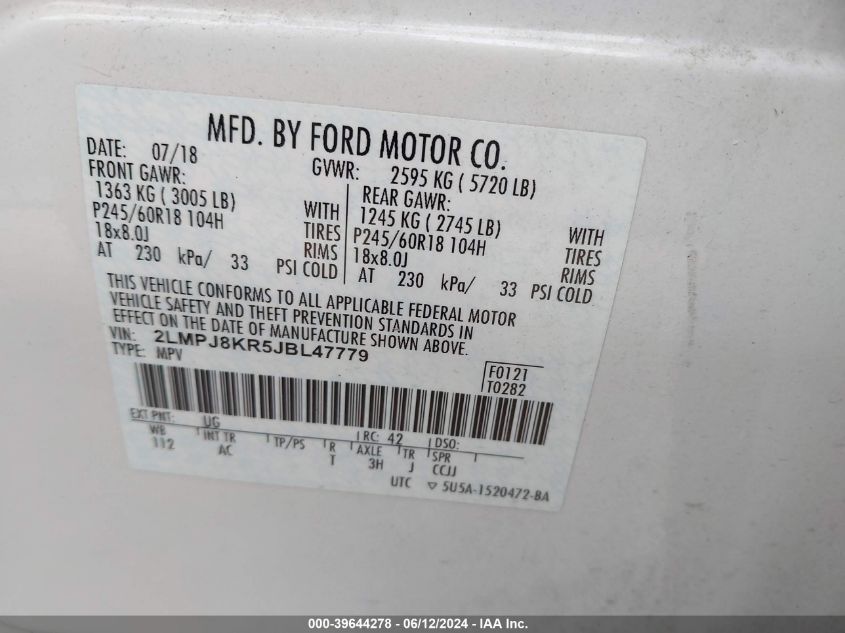 MFD. BY FORD MOTOR CO.
DATE: 07/18 GVWR: 2595 KG ( 5720 LB)
FRONT GAWR: REAR GAWR:
1363 KG ( 3005 LB) WITH 1245 KG ( 2745 LB) WITH
P245/60R18 104H TIRES P245/60R18 104H TIRES
18x8.0J RIMS 18x8.0J RIMS
AT 230 kPa/ 33 PSI COLD AT 230 kPa/ 33 PSI COLD
THIS VEHICLE CONFORMS TO ALL APPLICABLE FEDERAL MOTOR
VEHICLE SAFETY AND THEFT PREVENTION STANDARDS IN
EFFECT ON THE DATE OF MANUFACTURE SHOWN ABOVE.
VIN: 2LMPJ8KR5JBL47779
TYPE: MPV
F0121
T0282
EXT PNT: UG RC: 42 DSO:
WB INT TR TP/PS R AXLE TR SPR
112 AC T 3H J CCJJ
UTC ▽ 5U5A-1520472-BA
000-39644278 - 06/12/2024 - IAA Inc.